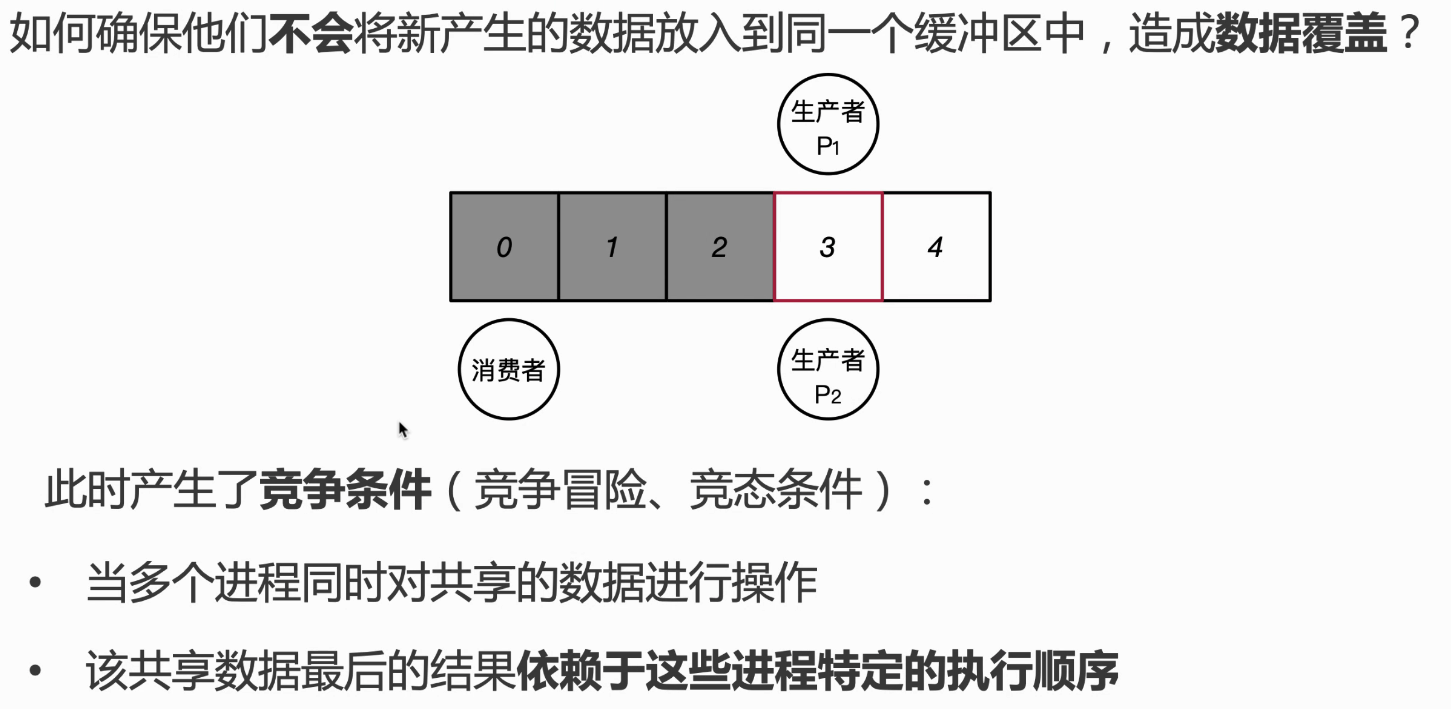 如何确保他们不会将新产生的数据放入到同一个缓冲区中，造成数据覆盖？
生产者
P1
0 1 2 3 4
消费者
生产者
P2
此时产生了竞争条件（竞争冒险、竞态条件）：
• 当多个进程同时对共享的数据进行操作
• 该共享数据最后的结果依赖于这些进程特定的执行顺序